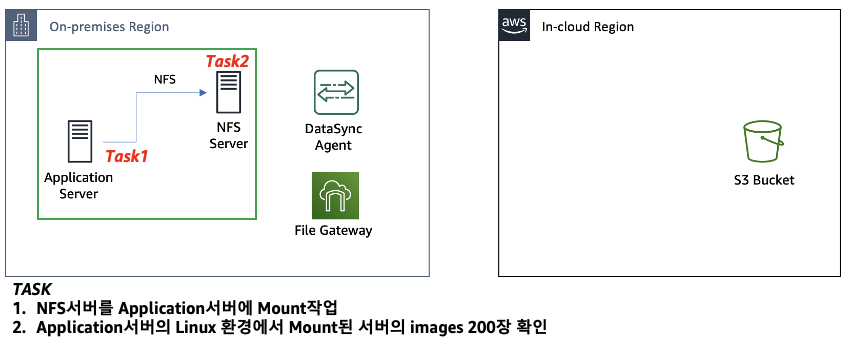 On-premises Region
aws
In-cloud Region
Task2
NFS
NFS
Server
Task1
Application
Server
DataSync
Agent
File Gateway
S3 Bucket
TASK
1. NFS서버를 Application서버에 Mount작업
2. Application서버의 Linux 환경에서 Mount된 서버의 images 200장 확인